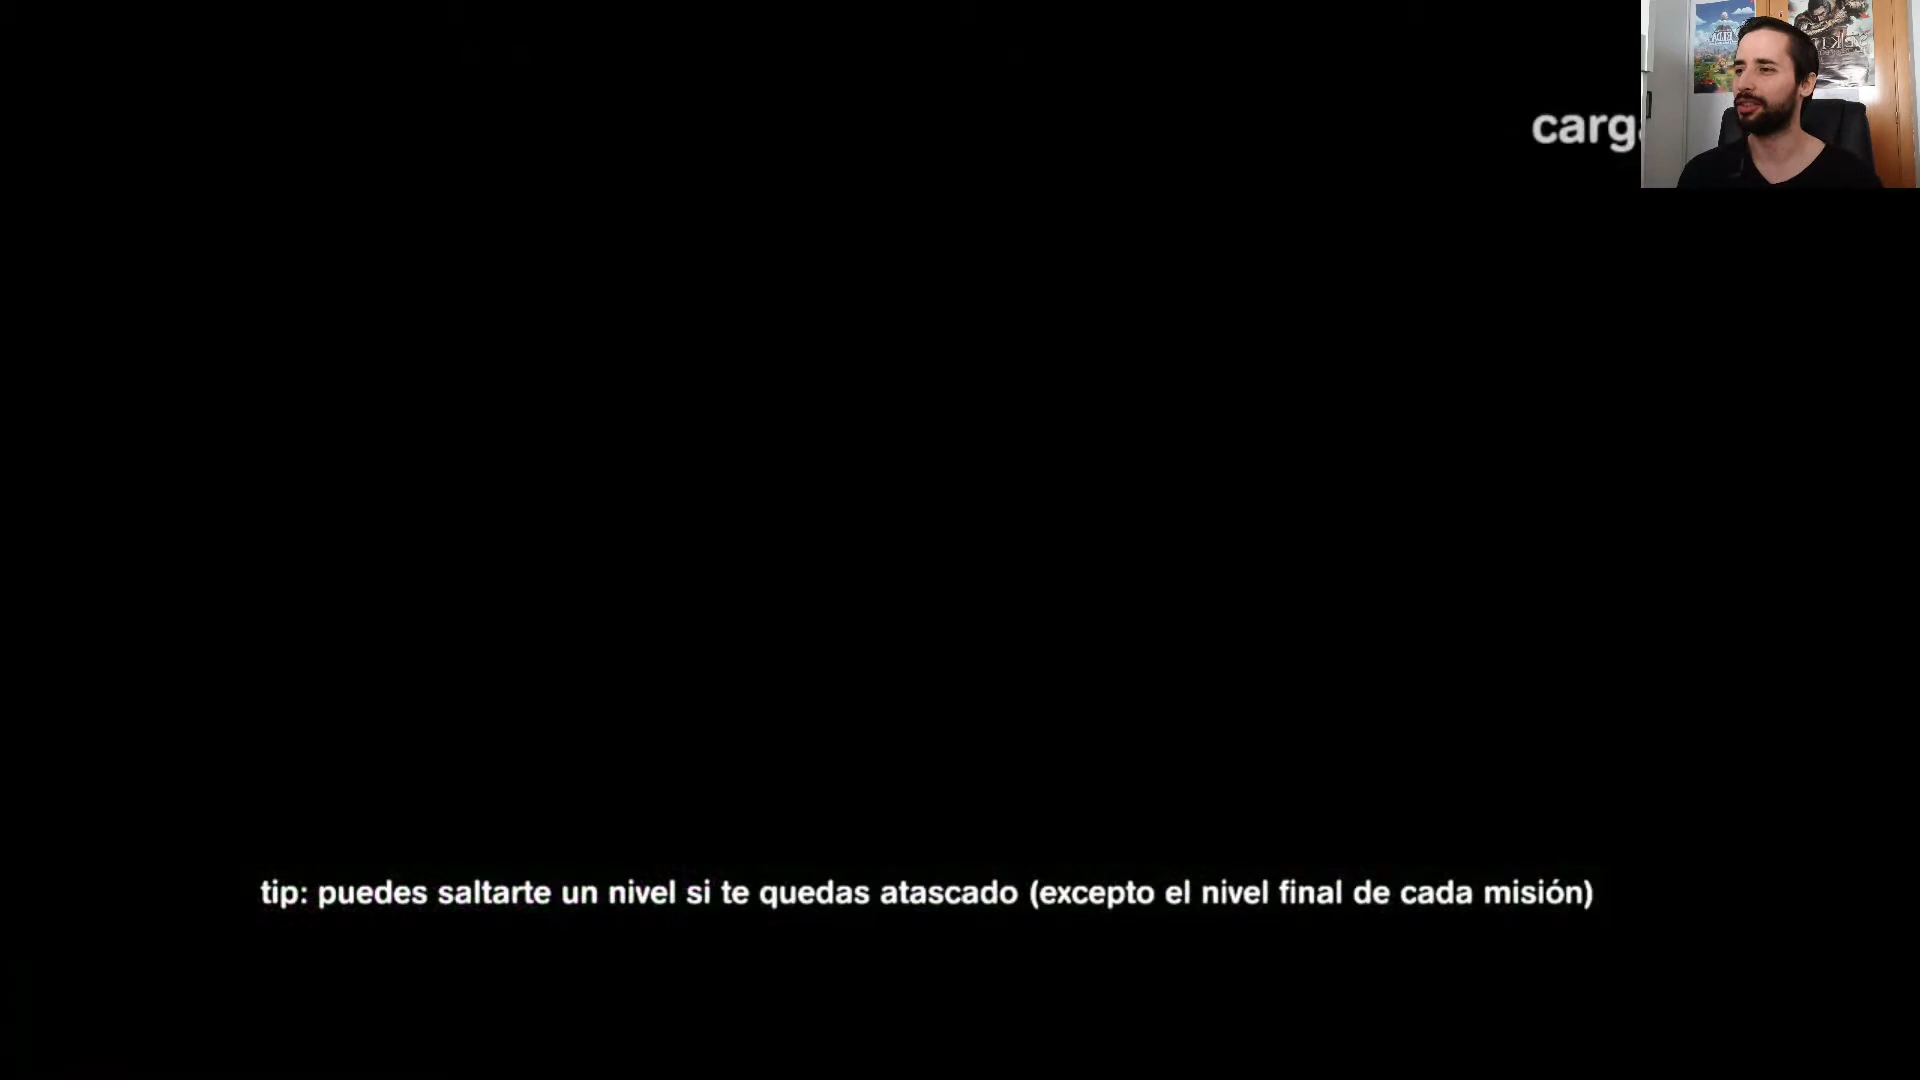 carg
tip: puedes saltarte un nivel si te quedas atascado (excepto el nivel final de cada misión)